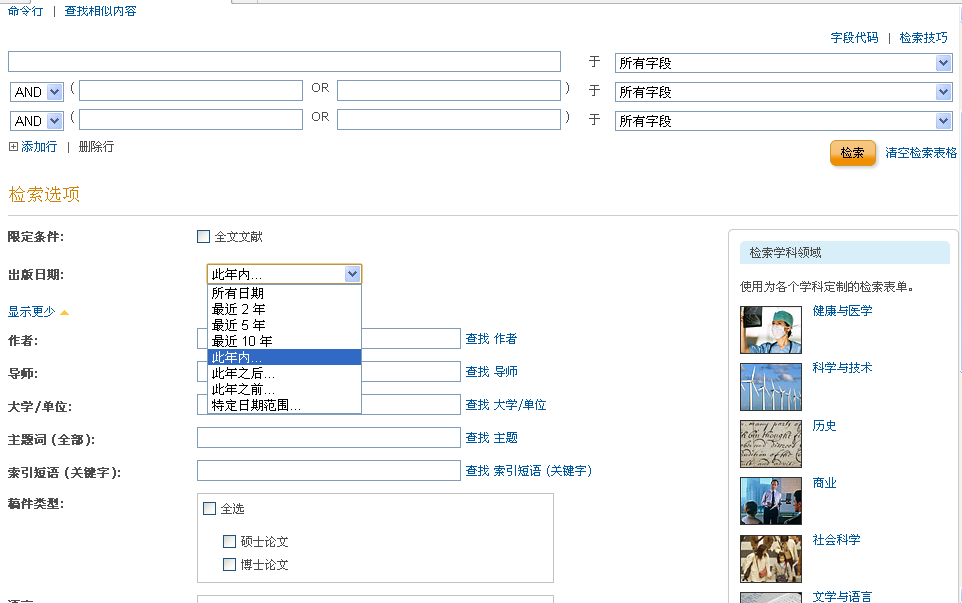 命令行 | 查找相似内容
字段代码 | 检索技巧
于 所有字段
AND ( OR ) 于 所有字段
AND ( OR ) 于 所有字段
添加行 | 删除行
检索 清空检索表格
检索选项
限定条件: 全文文献
出版日期: 此年内...
所有日期
最近 2 年
最近 5 年
最近 10 年
此年内...
此年之后...
此年之前...
特定日期范围...
显示更少
作者: 查找 作者
导师: 查找 导师
大学/单位: 查找 大学/单位
主题词 (全部): 查找 主题
索引短语 (关键字): 查找 索引短语 (关键字)
稿件类型: 全选
硕士论文
博士论文
检索学科领域
使用为各个学科定制的检索表单。
健康与医学
科学与技术
历史
商业
社会科学
文学与语言